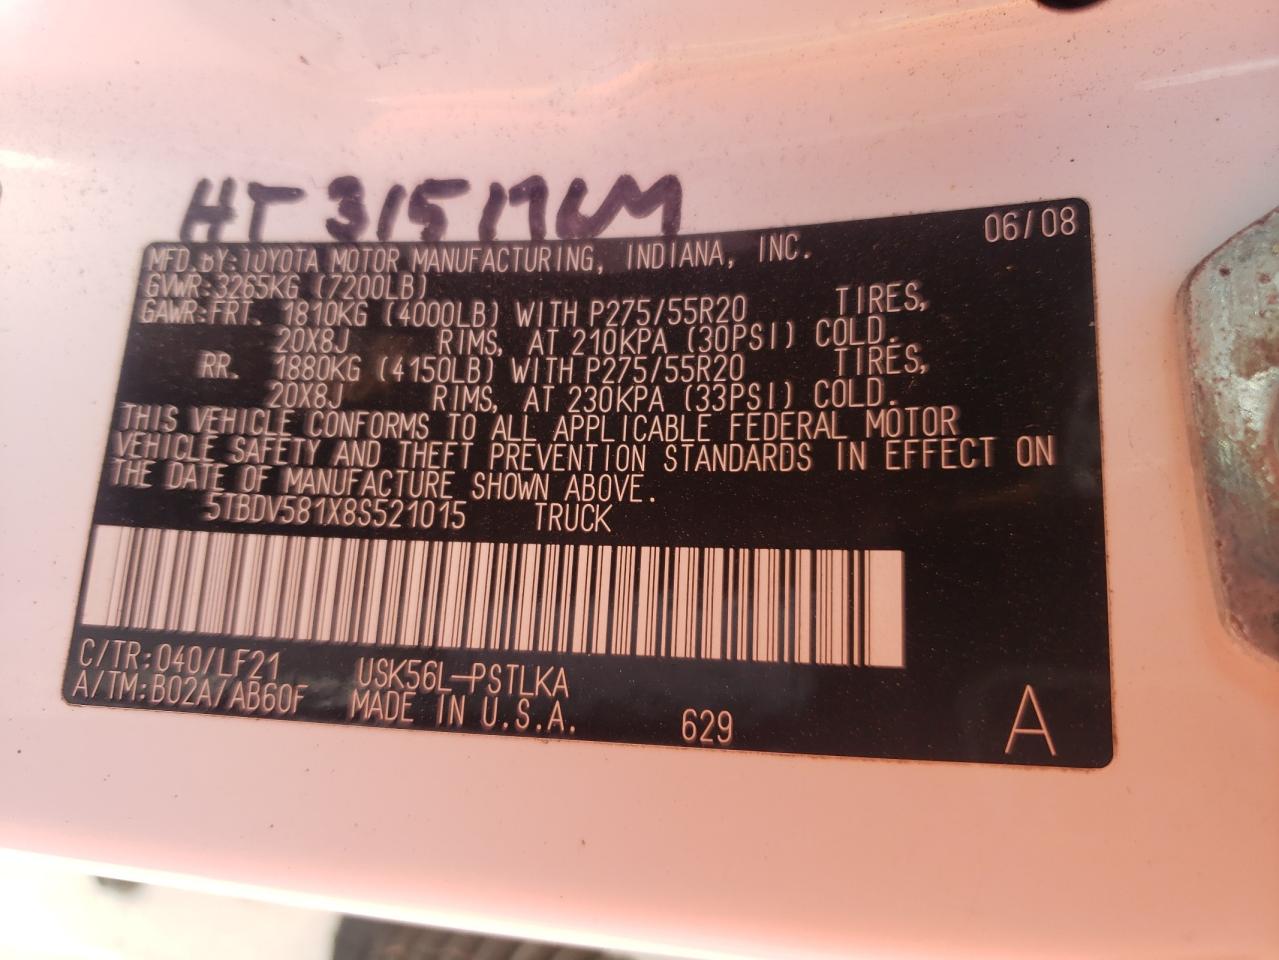 HT 31517LM
06/08
MFD. BY: TOYOTA MOTOR MANUFACTURING, INDIANA, INC.
GVWR: 3265KG (7200LB)
GAWR: FRT. 1810KG (4000LB) WITH P275/55R20 TIRES,
20X8J RIMS, AT 210KPA (30PSI) COLD.
RR. 1880KG (4150LB) WITH P275/55R20 TIRES,
20X8J RIMS, AT 230KPA (33PSI) COLD.
THIS VEHICLE CONFORMS TO ALL APPLICABLE FEDERAL MOTOR
VEHICLE SAFETY AND THEFT PREVENTION STANDARDS IN EFFECT ON
THE DATE OF MANUFACTURE SHOWN ABOVE.
5TBDV581X8S521015 TRUCK
C/TR: 040/LF21 USK56L-PSTLKA
A/TM: B02A/AB60F MADE IN U.S.A. 629 A